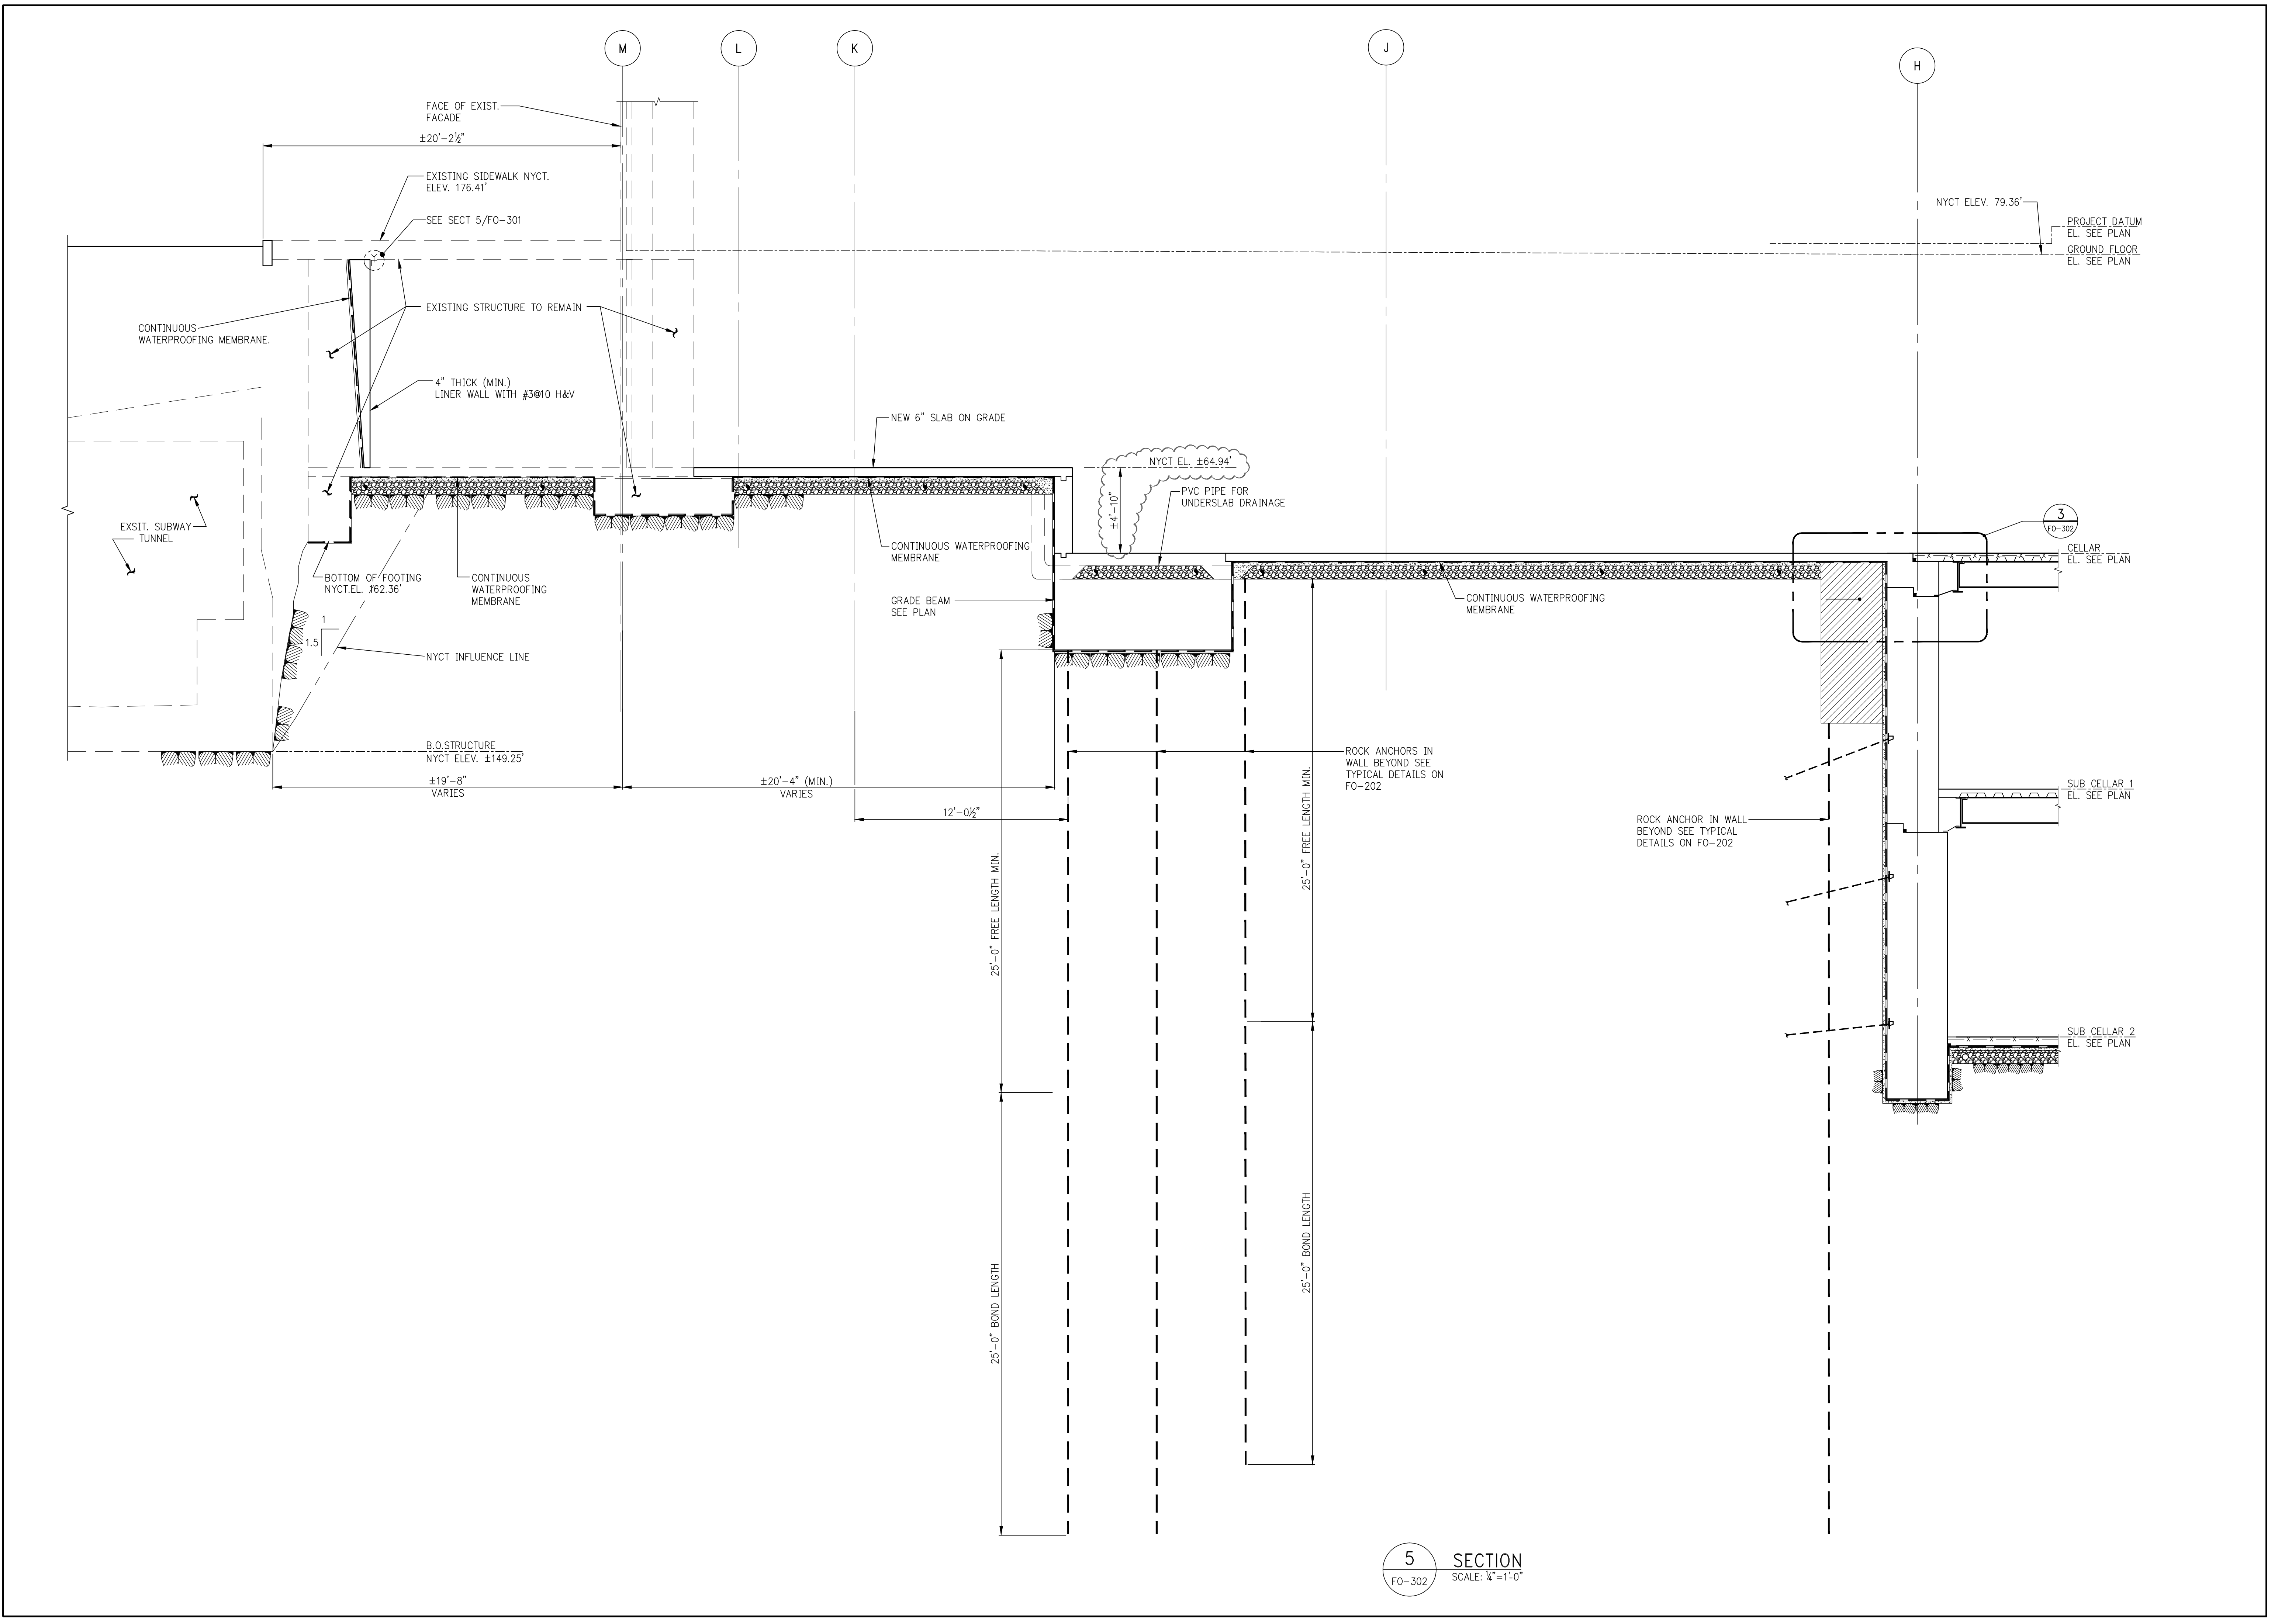 M
L
K
J
H
FACE OF EXIST.
FACADE
±20'-2½"
EXISTING SIDEWALK NYCT.
ELEV. 176.41'
SEE SECT 5/FO-301
NYCT ELEV. 79.36'
PROJECT DATUM
EL. SEE PLAN
GROUND FLOOR
EL. SEE PLAN
EXISTING STRUCTURE TO REMAIN
CONTINUOUS
WATERPROOFING MEMBRANE.
4" THICK (MIN.)
LINER WALL WITH #3@10 H&V
NEW 6" SLAB ON GRADE
NYCT EL. ±64.94'
±4'-10"
PVC PIPE FOR
UNDERSLAB DRAINAGE
3
FO-302
EXSIT. SUBWAY
TUNNEL
CONTINUOUS WATERPROOFING
MEMBRANE
CELLAR
EL. SEE PLAN
BOTTOM OF FOOTING
NYCT.EL. 162.36'
CONTINUOUS
WATERPROOFING
MEMBRANE
GRADE BEAM
SEE PLAN
CONTINUOUS WATERPROOFING
MEMBRANE
1
1.5
NYCT INFLUENCE LINE
B.O.STRUCTURE
NYCT ELEV. ±149.25'
ROCK ANCHORS IN
WALL BEYOND SEE
TYPICAL DETAILS ON
FO-202
±19'-8"
VARIES
±20'-4" (MIN.)
VARIES
12'-0½"
SUB CELLAR 1
EL. SEE PLAN
ROCK ANCHOR IN WALL
BEYOND SEE TYPICAL
DETAILS ON FO-202
25'-0" FREE LENGTH MIN.
25'-0" FREE LENGTH MIN.
SUB CELLAR 2
EL. SEE PLAN
25'-0" BOND LENGTH
25'-0" BOND LENGTH
5
FO-302
SECTION
SCALE: ¼"=1'-0"